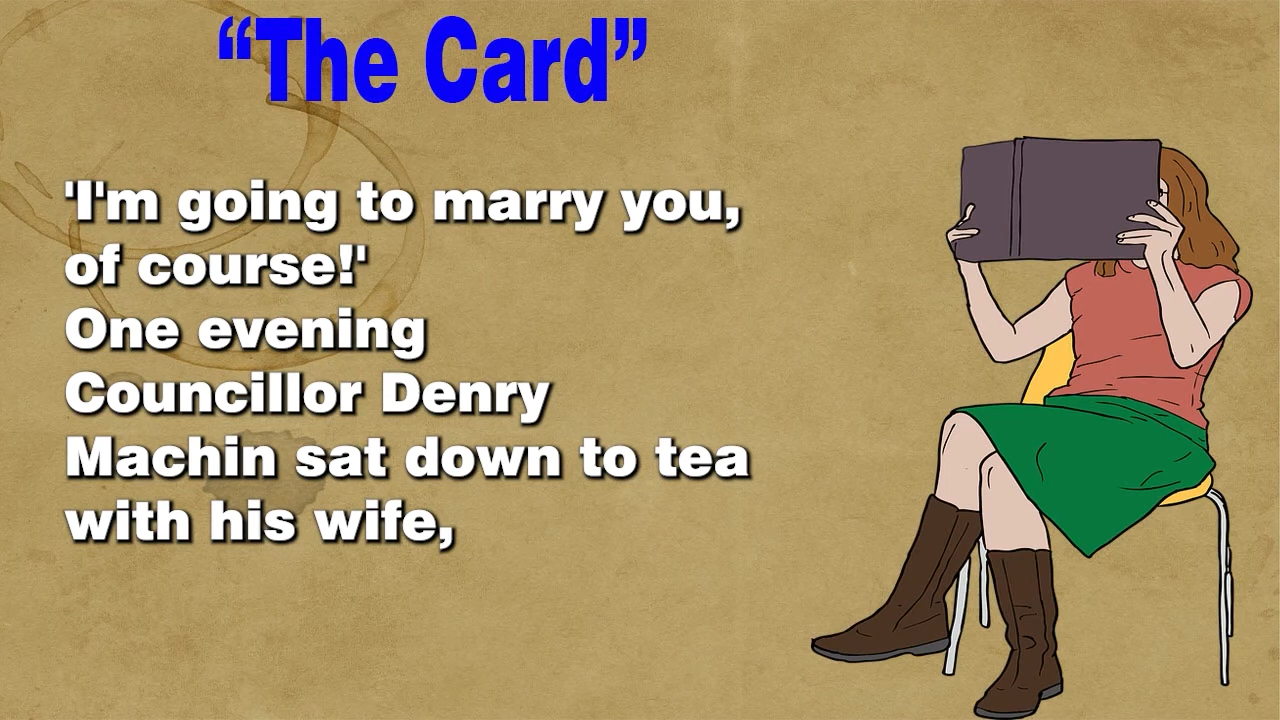 “The Card”
'I'm going to marry you,
of course!'
One evening
Councillor Denry
Machin sat down to tea
with his wife,